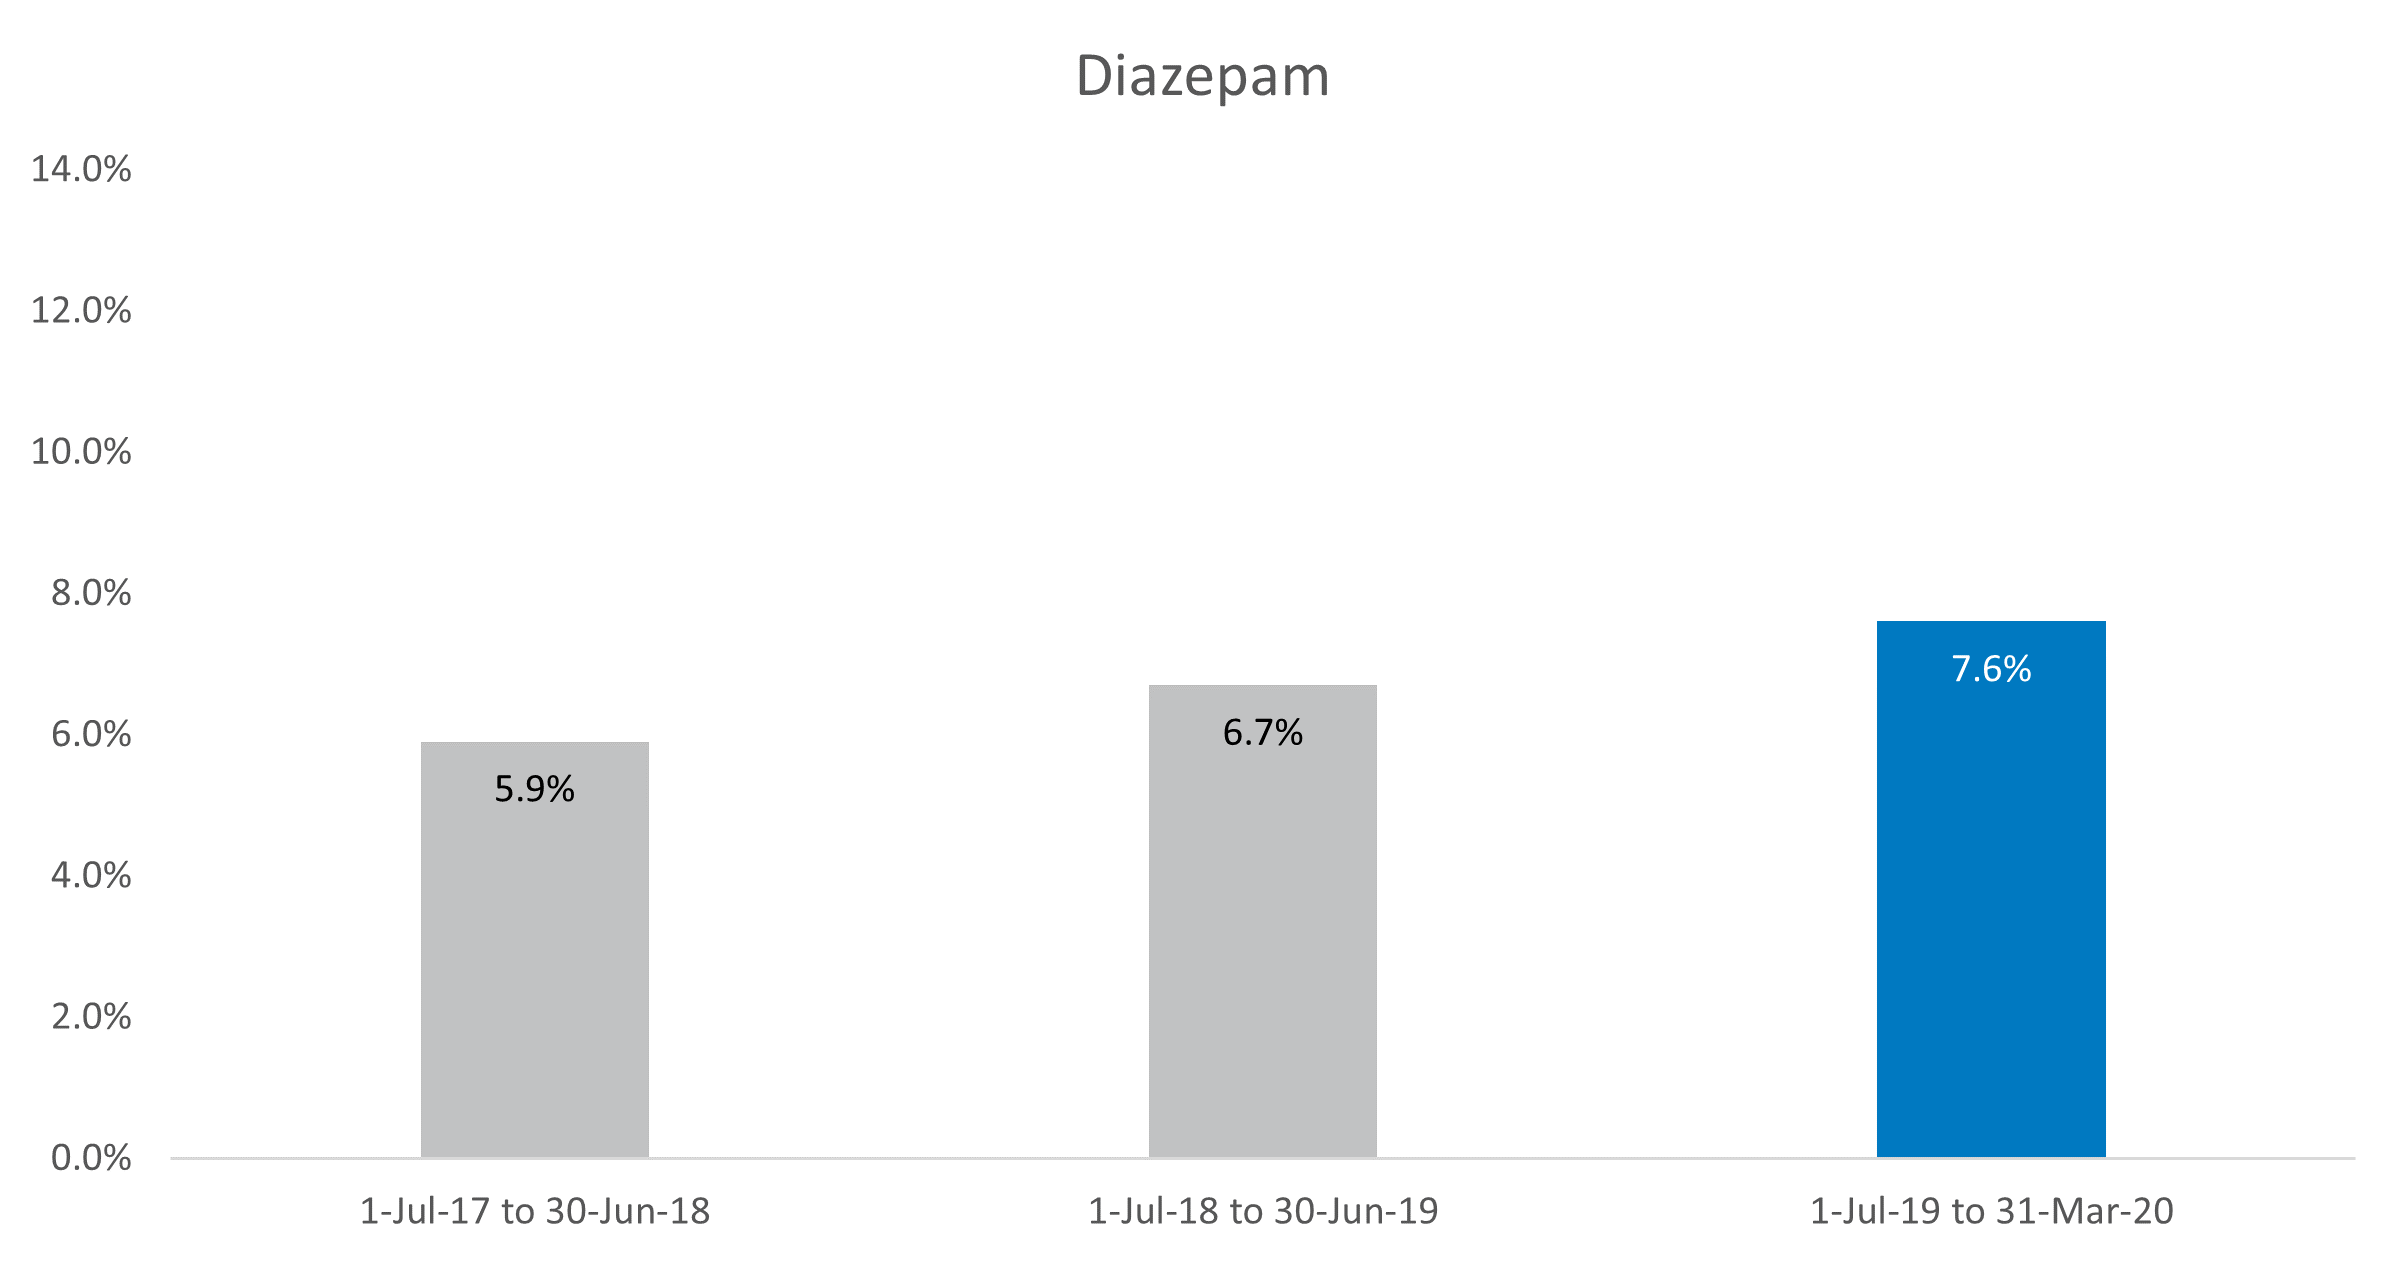 Diazepam
14.0%
12.0%
10.0%
8.0%
6.0%
4.0%
2.0%
0.0%
5.9%
6.7%
7.6%
1-Jul-17 to 30-Jun-18
1-Jul-18 to 30-Jun-19
1-Jul-19 to 31-Mar-20